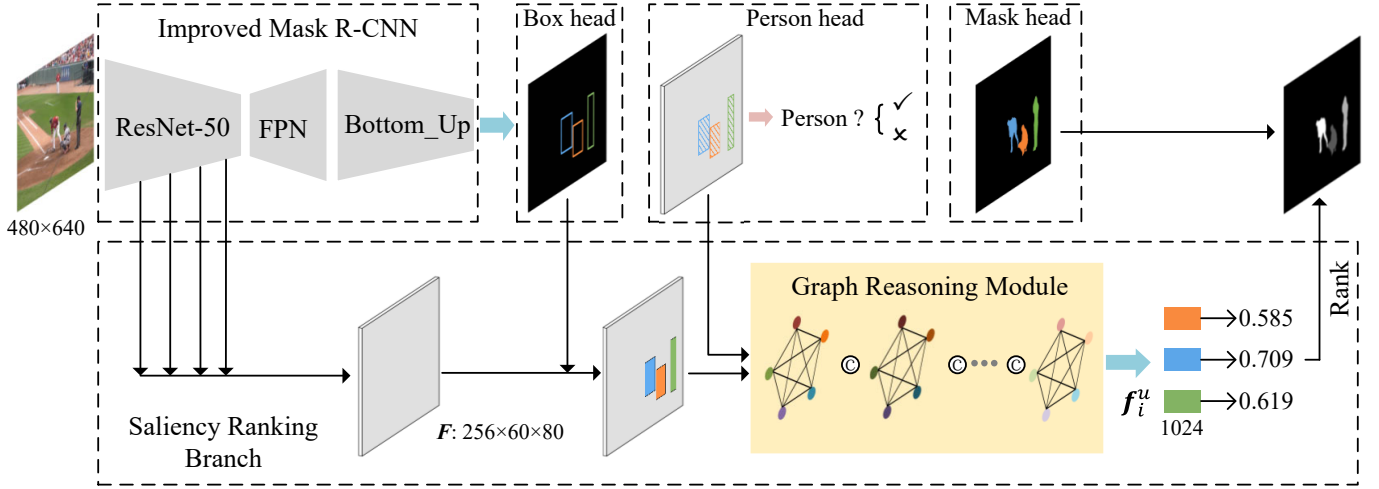 Improved Mask R-CNN
Box head
Person head
Mask head
ResNet-50
FPN
Bottom_Up
Person ? { ✓
✗
480×640
Graph Reasoning Module
© © ©
Rank
0.585
0.709
0.619
f_i^u
1024
F: 256×60×80
Saliency Ranking
Branch